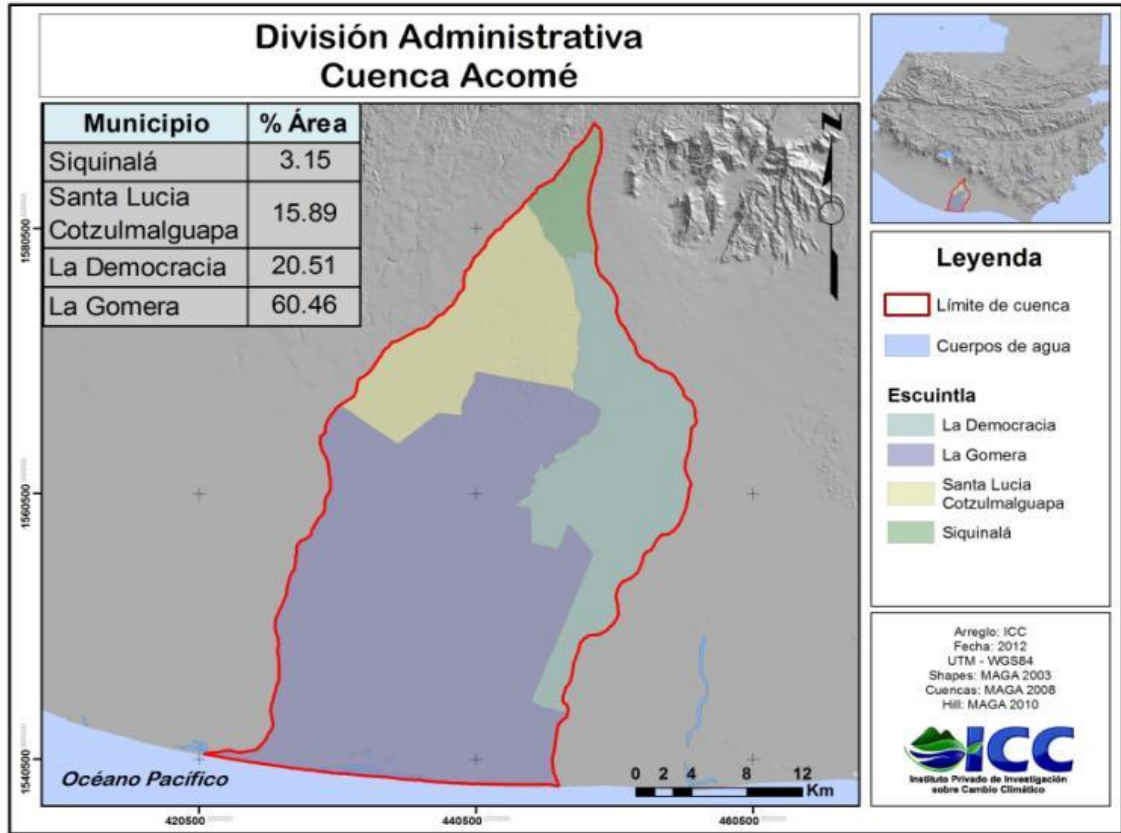 División Administrativa
Cuenca Acomé
Municipio % Área
Siquinalá 3.15
Santa Lucia
Cotzulmalguapa 15.89
La Democracia 20.51
La Gomera 60.46
N
1580500
1560500
1540500
420500
440500
460500
Océano Pacífico
0 2 4 8 12
Km
Leyenda
Límite de cuenca
Cuerpos de agua
Escuintla
La Democracia
La Gomera
Santa Lucia
Cotzulmalguapa
Siquinalá
Arreglo: ICC
Fecha: 2012
UTM - WGS84
Shapes: MAGA 2003
Cuencas: MAGA 2008
Hill: MAGA 2010
ICC
Instituto Privado de Investigación
sobre Cambio Climático